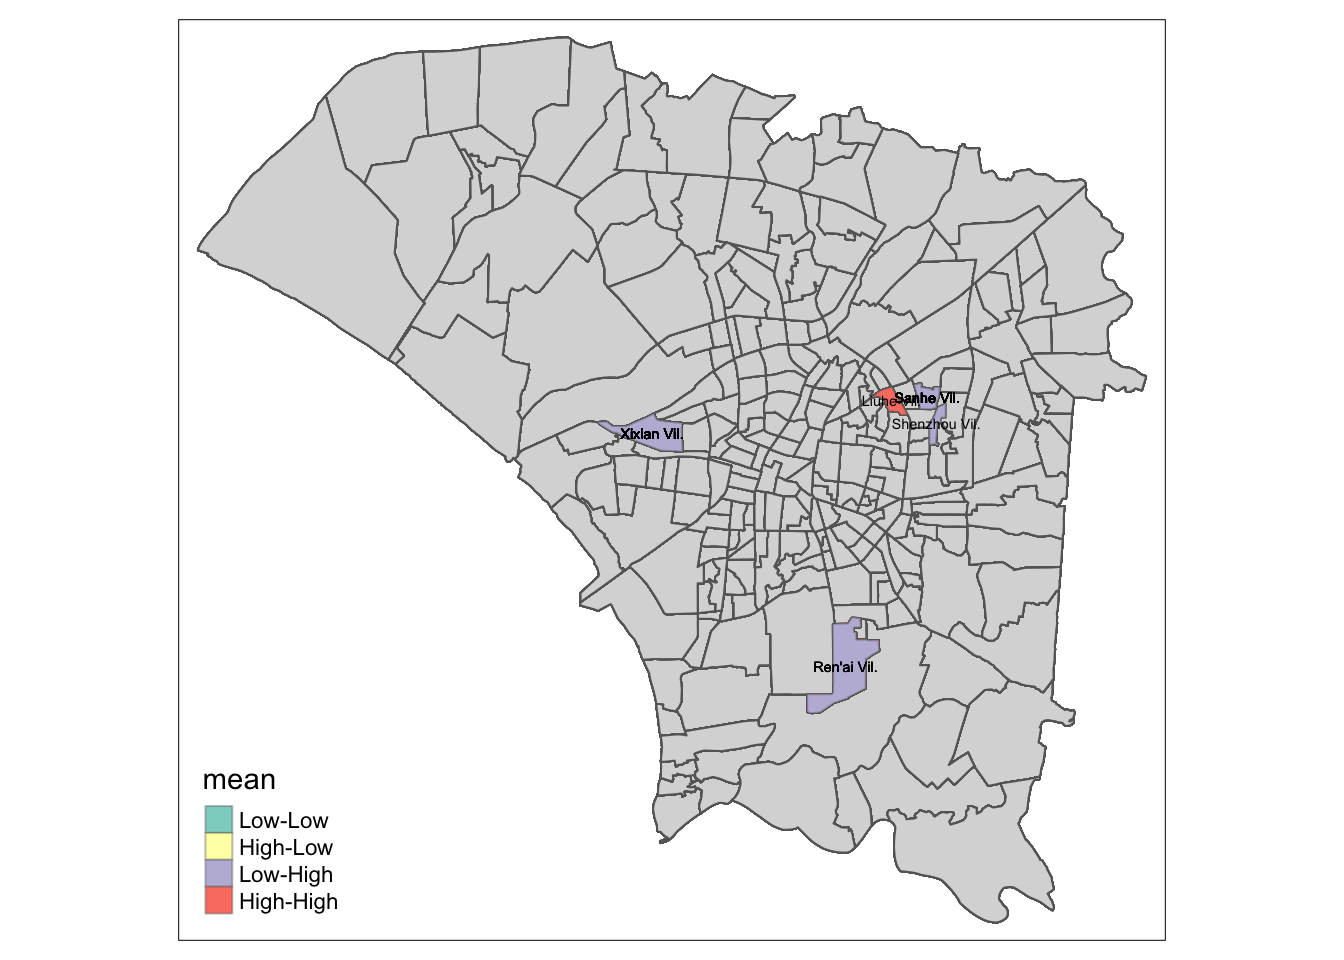 Liuhe Vil.
Sanhe Vil.
Shenzhou Vil.
Xixian Vil.
Ren'ai Vil.
mean
Low-Low
High-Low
Low-High
High-High